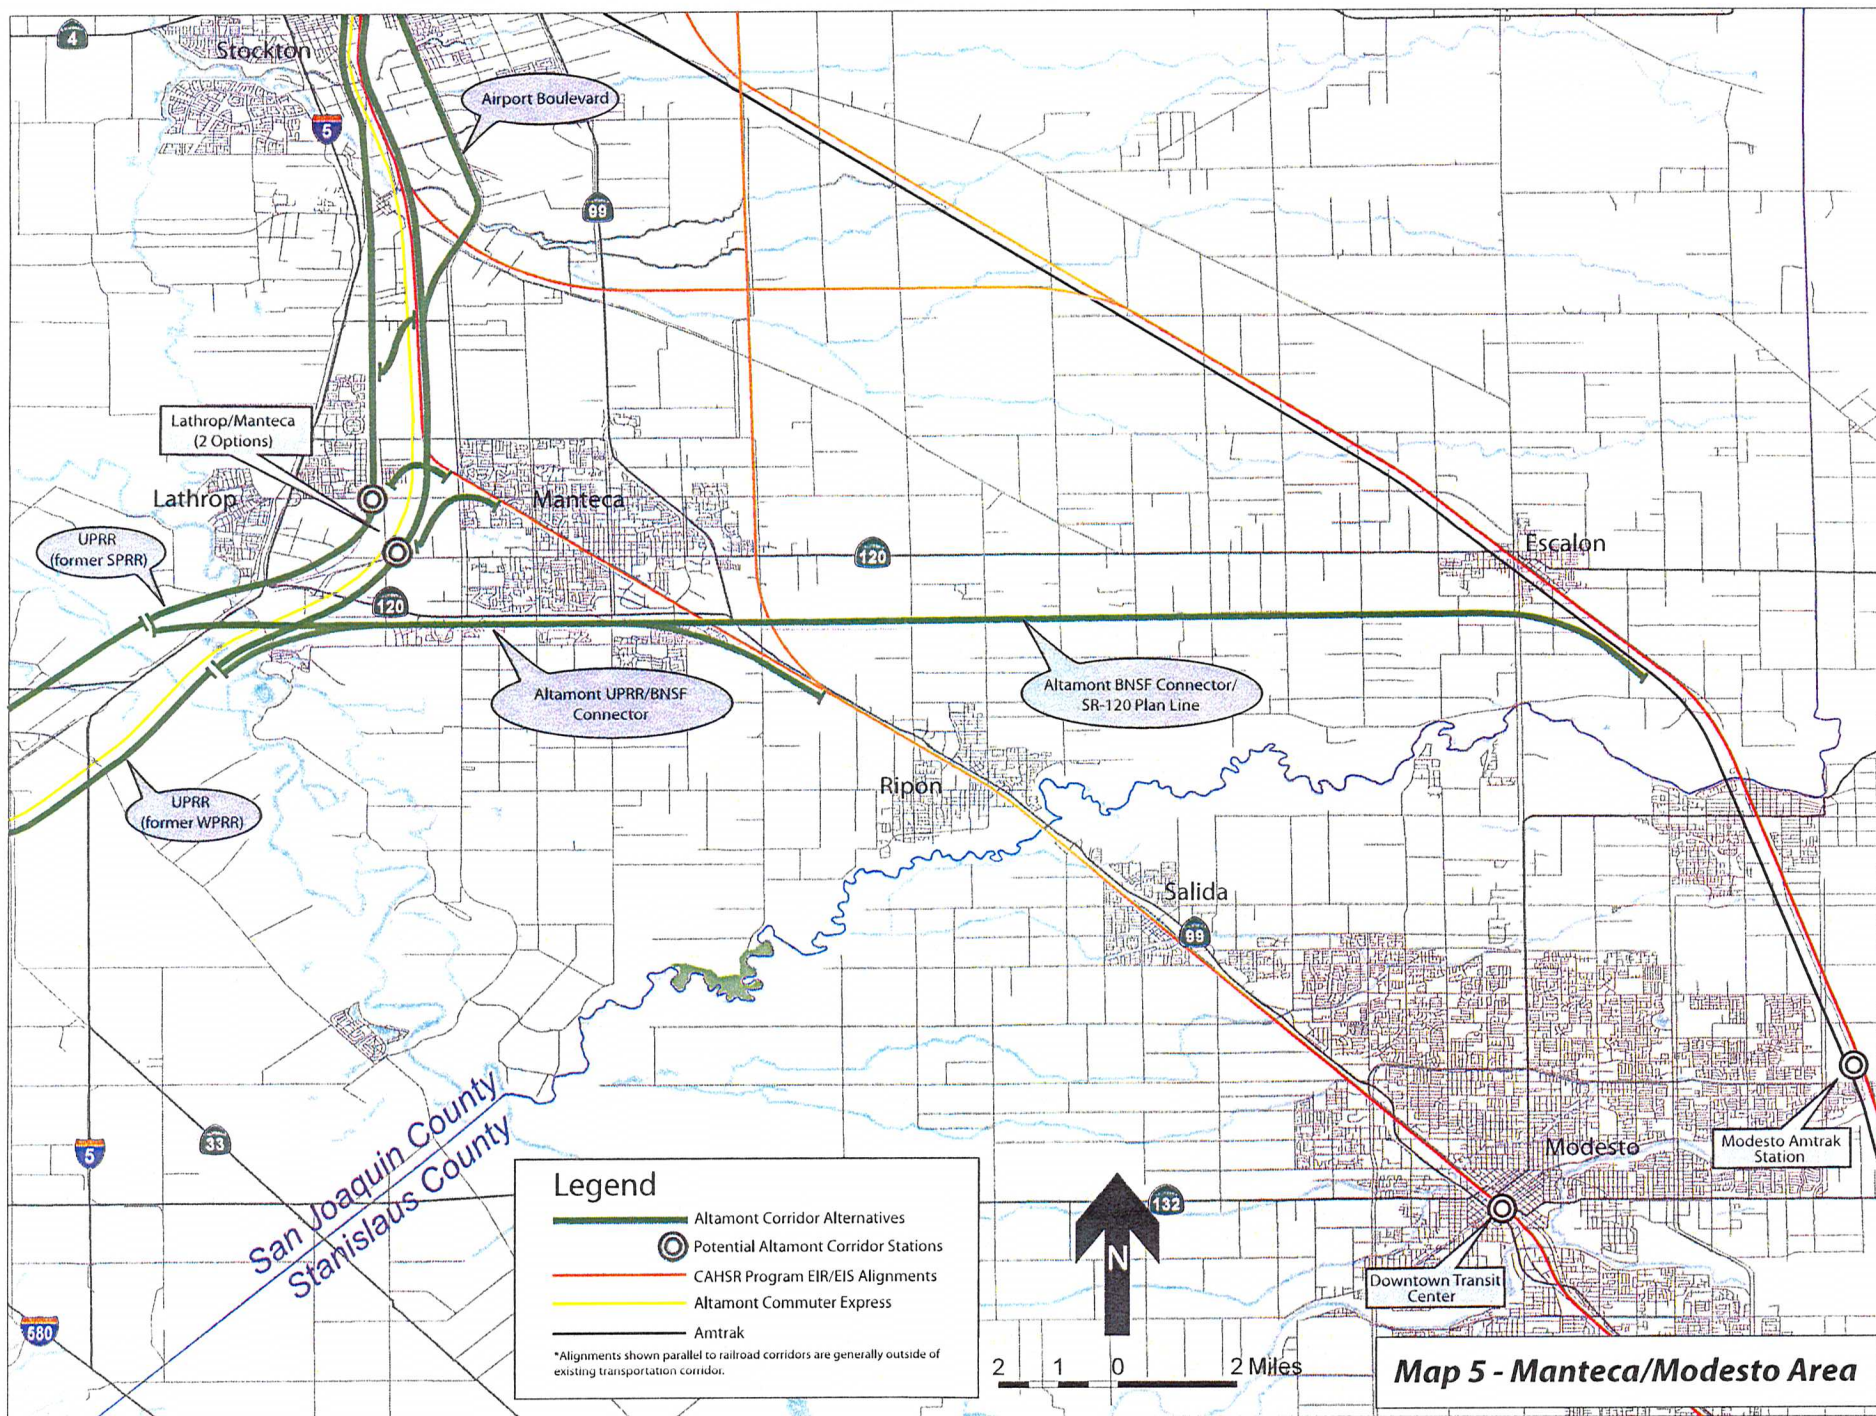 4
Stockton
Airport Boulevard
5
99
Lathrop/Manteca
(2 Options)
Lathrop
Manteca
UPRR
(former SPRR)
120
120
Escalon
Altamont UPRR/BNSF
Connector
Altamont BNSF Connector/
SR-120 Plan Line
UPRR
(former WPRR)
Ripon
Salida
99
San Joaquin County
Stanislaus County
5
33
Modesto
Modesto Amtrak
Station
132
Downtown Transit
Center
580
Legend
Altamont Corridor Alternatives
Potential Altamont Corridor Stations
CAHSR Program EIR/EIS Alignments
Altamont Commuter Express
Amtrak
*Alignments shown parallel to railroad corridors are generally outside of
existing transportation corridor.
N
2 1 0 2 Miles
Map 5 - Manteca/Modesto Area